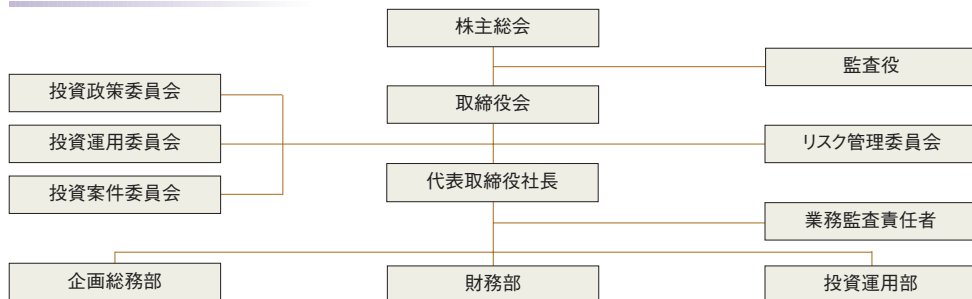 株主総会
監査役
投資政策委員会
取締役会
投資運用委員会
リスク管理委員会
代表取締役社長
投資案件委員会
業務監査責任者
企画総務部
財務部
投資運用部